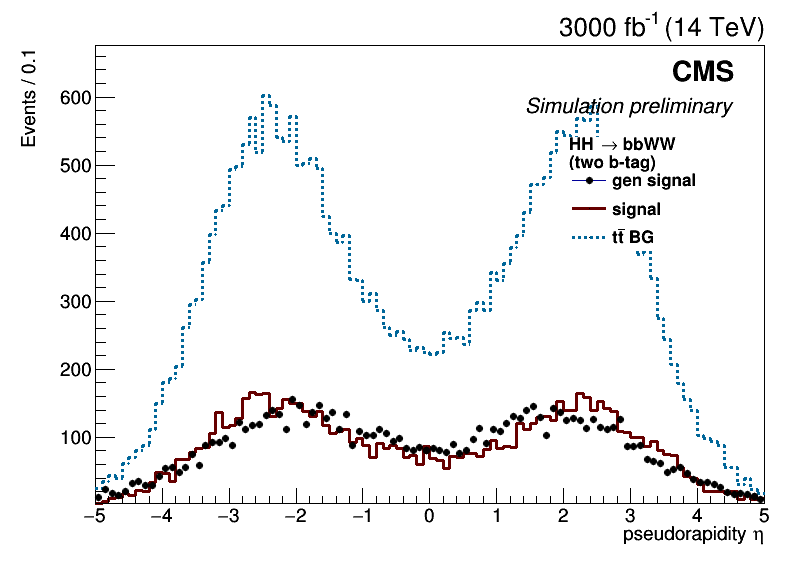 3000 fb-1 (14 TeV)
CMS
Simulation preliminary
HH → bbWW
(two b-tag)
gen signal
signal
tt̄ BG
Events / 0.1
600
500
400
300
200
100
−5 −4 −3 −2 −1 0 1 2 3 4 5
pseudorapidity η